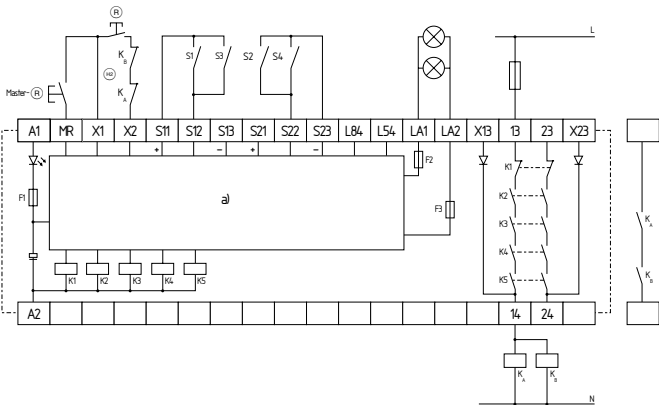 R
L
K B
H2
S1 S3 S2 S4
Master- R
K A
A1 MR X1 X2 S11 S12 S13 S21 S22 S23 L84 L54 LA1 LA2 X13 13 23 X23
+ − + −
F2
K1
F1
a)
K2
F3
K A
K3
K4
K1 K2 K3 K4 K5
K5
K B
A2 14 24
K A K B
N